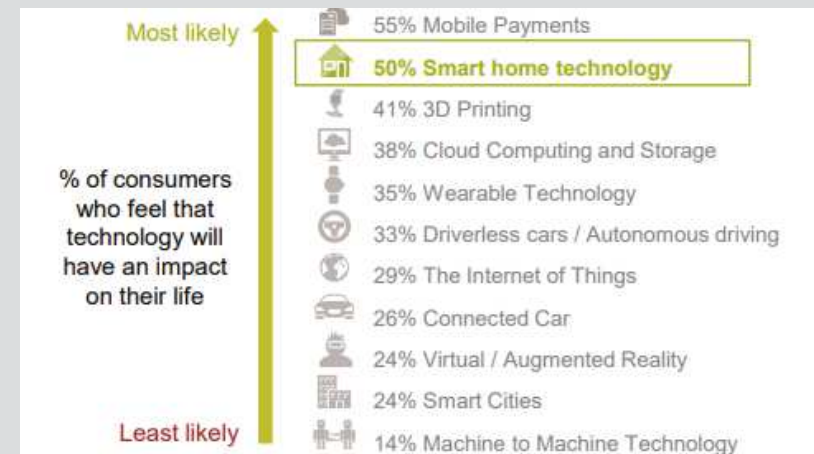 Most likely
55% Mobile Payments
50% Smart home technology
41% 3D Printing
38% Cloud Computing and Storage
% of consumers
who feel that
technology will
have an impact
on their life
35% Wearable Technology
33% Driverless cars / Autonomous driving
29% The Internet of Things
26% Connected Car
24% Virtual / Augmented Reality
24% Smart Cities
Least likely
14% Machine to Machine Technology